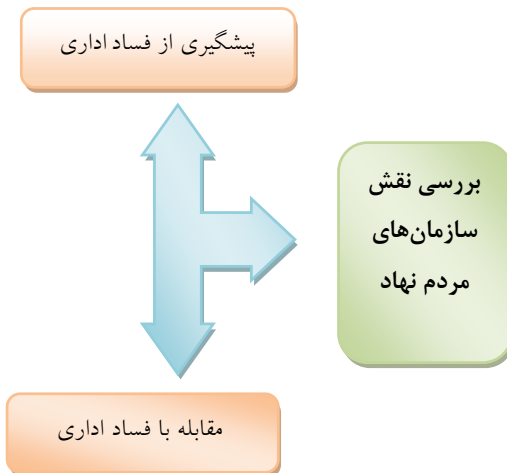 پیشگیری از فساد اداری
بررسی نقش
سازمان‌های
مردم نهاد
مقابله با فساد اداری